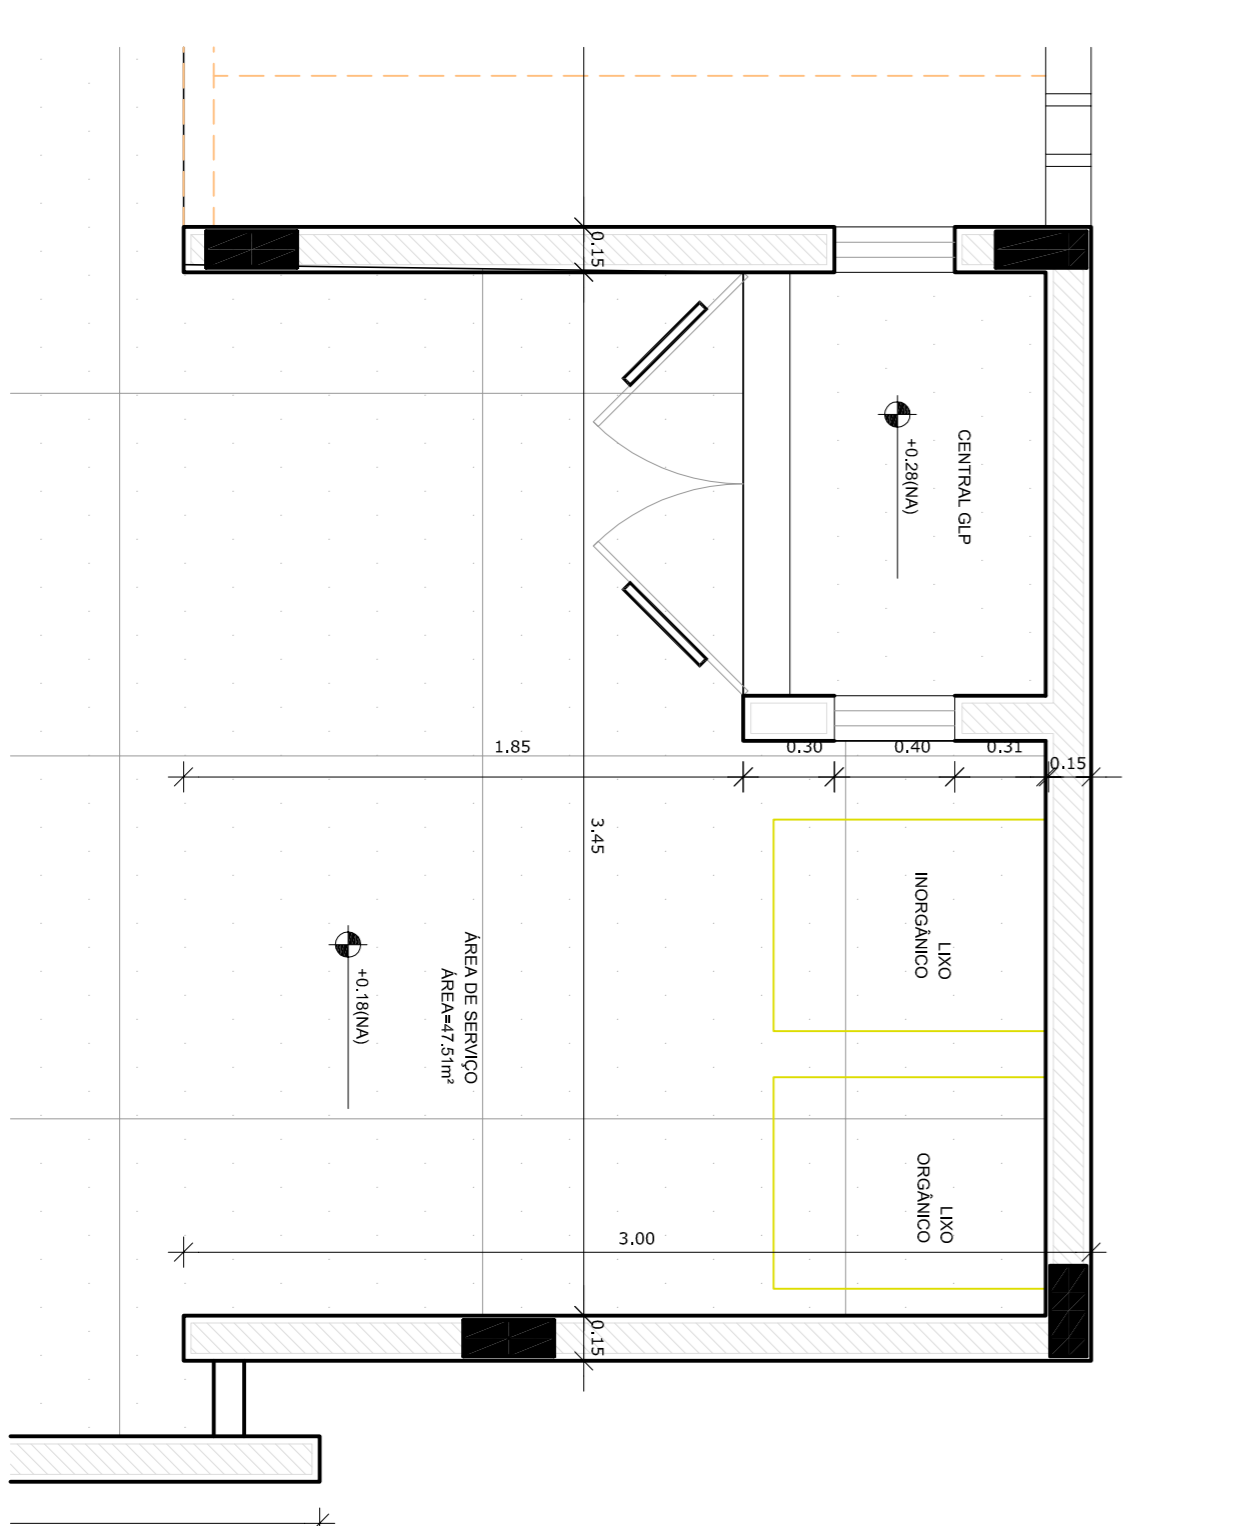 0.15
CENTRAL GLP
+0.28(NA)
1.85
0.30
0.40
0.31
0.15
3.45
LIXO
INORGÂNICO
ÁREA DE SERVIÇO
ÁREA=47.51m²
+0.18(NA)
LIXO
ORGÂNICO
3.00
0.15